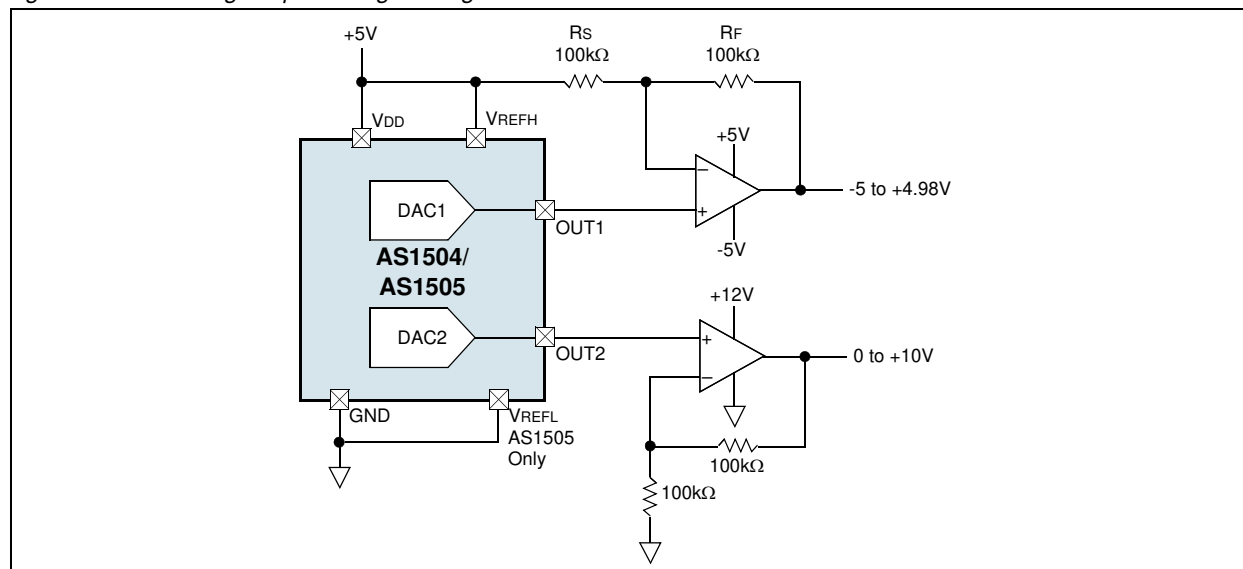 +5V
RS
100kΩ
RF
100kΩ
VDD
VREFH
+5V
−
+
-5V
-5 to +4.98V
DAC1
OUT1
AS1504/
AS1505
DAC2
OUT2
+12V
+
−
0 to +10V
GND
VREFL
AS1505
Only
100kΩ
100kΩ